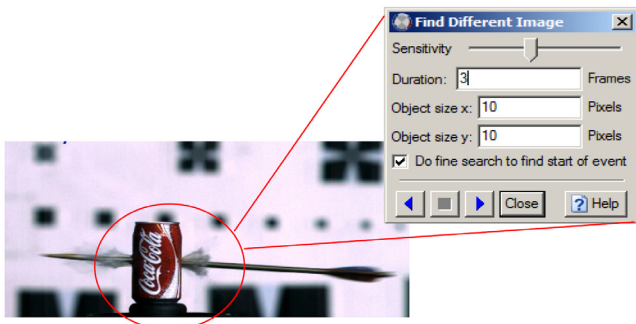 Find Different Image
Sensitivity
Duration: 3 Frames
Object size x: 10 Pixels
Object size y: 10 Pixels
Do fine search to find start of event
Close Help
Coca-Cola